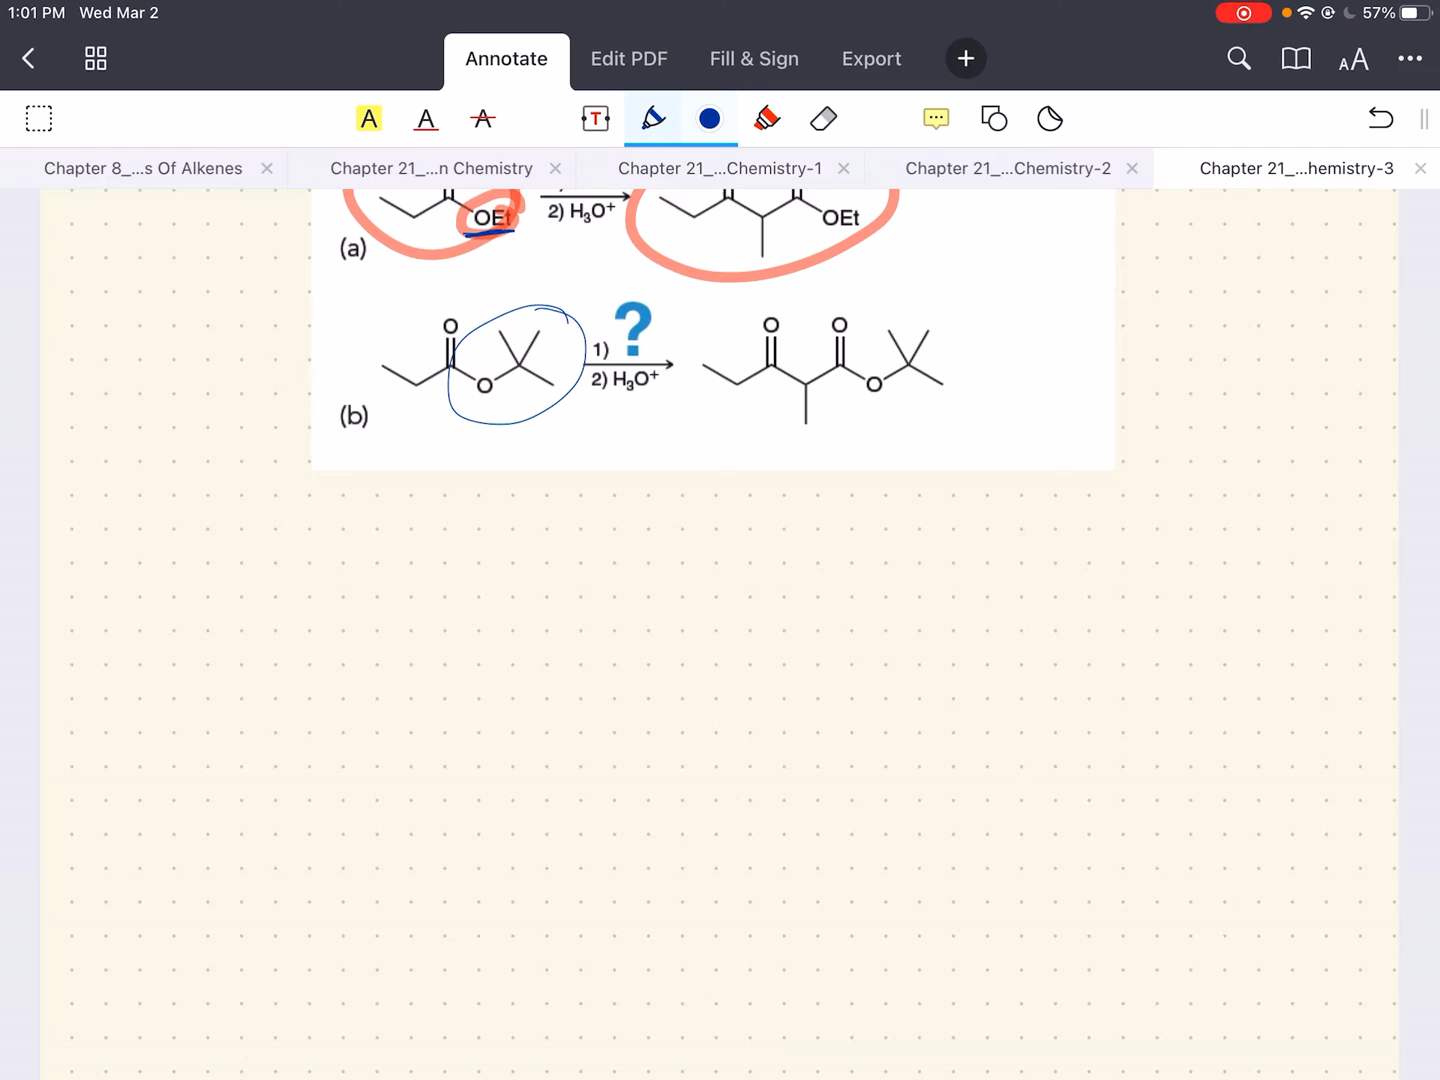 1:01 PM Wed Mar 2 57%
Annotate Edit PDF Fill & Sign Export
AA
A A A T
Chapter 8_...s Of Alkenes Chapter 21_...n Chemistry Chapter 21_...Chemistry-1 Chapter 21_...Chemistry-2 Chapter 21_...hemistry-3
OEt 2) H₃O⁺ OEt
(a)
O ? O O
1)
O 2) H₃O⁺ O
(b)